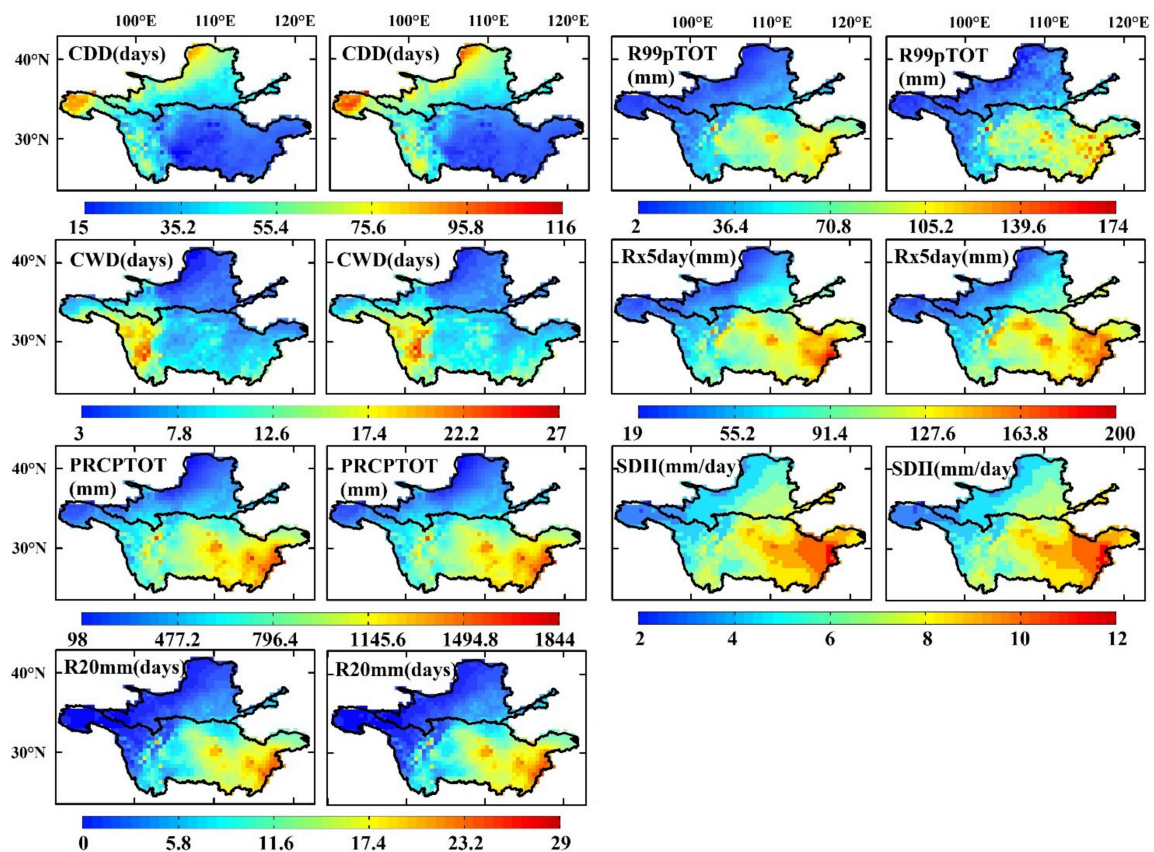 100°E 110°E 120°E 100°E 110°E 120°E
40°N CDD(days) CDD(days) R99pTOT (mm) R99pTOT (mm)
30°N
15 35.2 55.4 75.6 95.8 116 2 36.4 70.8 105.2 139.6 174
40°N CWD(days) CWD(days) Rx5day(mm) Rx5day(mm)
30°N
3 7.8 12.6 17.4 22.2 27 19 55.2 91.4 127.6 163.8 200
40°N PRCPTOT (mm) PRCPTOT (mm) SDII(mm/day) SDII(mm/day)
30°N
98 477.2 796.4 1145.6 1494.8 1844 2 4 6 8 10 12
40°N R20mm(days) R20mm(days)
30°N
0 5.8 11.6 17.4 23.2 29